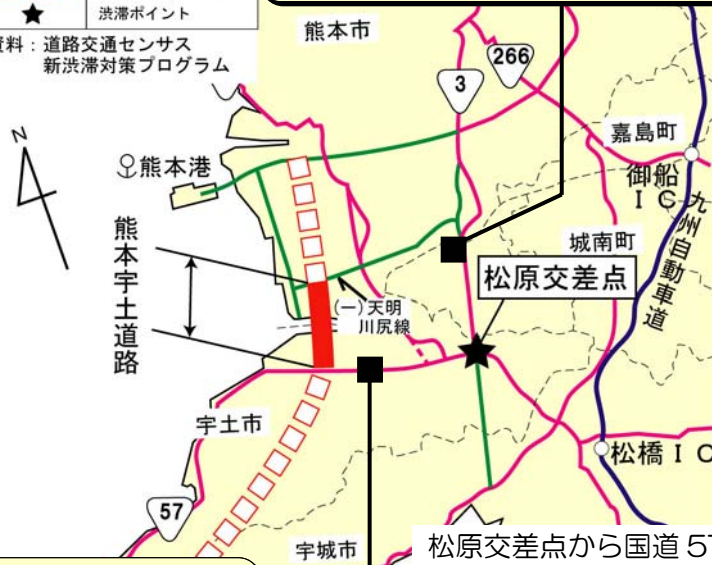 ★ 渋滞ポイント
資料：道路交通センサス
新渋滞対策プログラム
熊本市
3
266
N
嘉島町
熊本港
御船
ＩＣ
九州自動車道
城南町
熊本宇土道路
松原交差点
(一)天明
川尻線
宇土市
松橋ＩＣ
57
宇城市
松原交差点から国道57